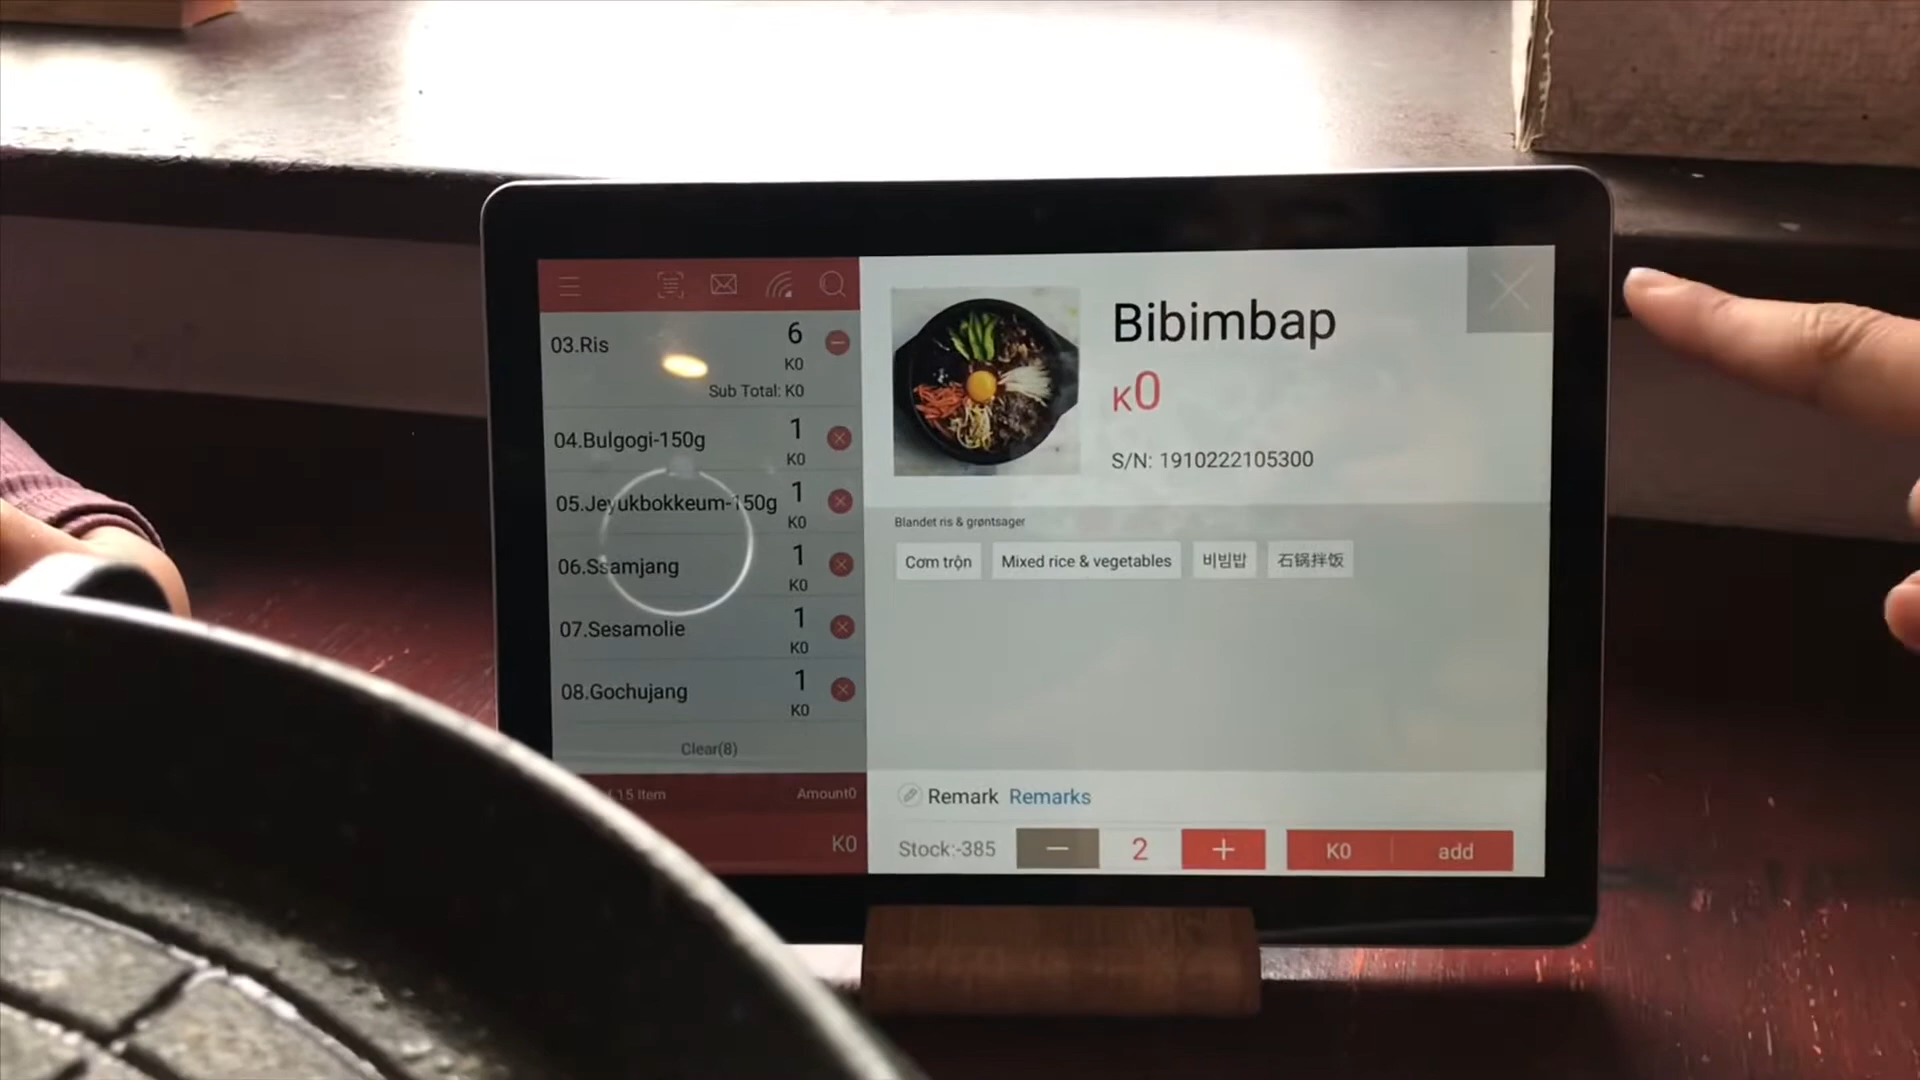 03.Ris 6
K0
Sub Total: K0
04.Bulgogi-150g 1
K0
05.Jeyukbokkeum-150g 1
K0
06.Ssamjang 1
K0
07.Sesamolie 1
K0
08.Gochujang 1
K0
Clear(8)
15 Item Amount0
K0
Bibimbap
K0
S/N: 1910222105300
Blandet ris & grøntsager
Cơm trộn Mixed rice & vegetables 비빔밥 石锅拌饭
Remark Remarks
Stock:-385 2 K0 add